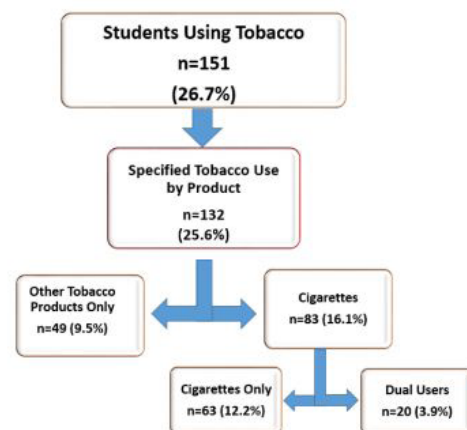 Students Using Tobacco
n=151
(26.7%)
Specified Tobacco Use
by Product
n=132
(25.6%)
Other Tobacco
Products Only
n=49 (9.5%)
Cigarettes
n=83 (16.1%)
Cigarettes Only
n=63 (12.2%)
Dual Users
n=20 (3.9%)